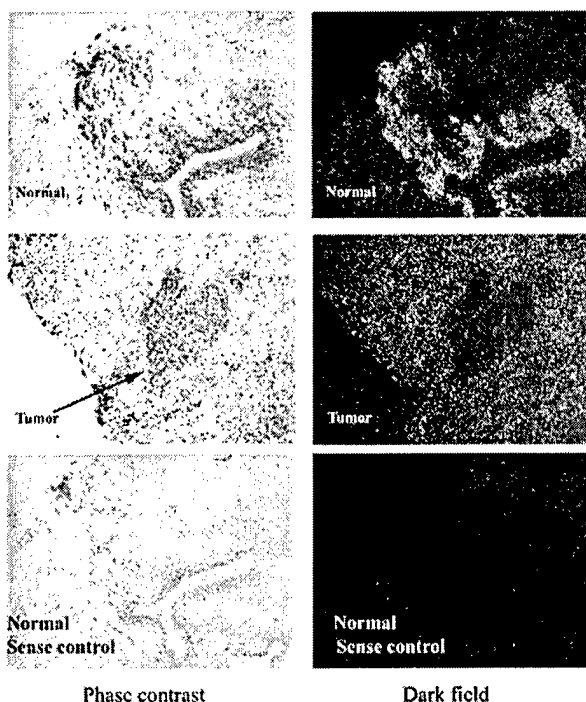 Normal
Normal
Tumor
Tumor
Normal
Sense control
Normal
Sense control
Phase contrast
Dark field